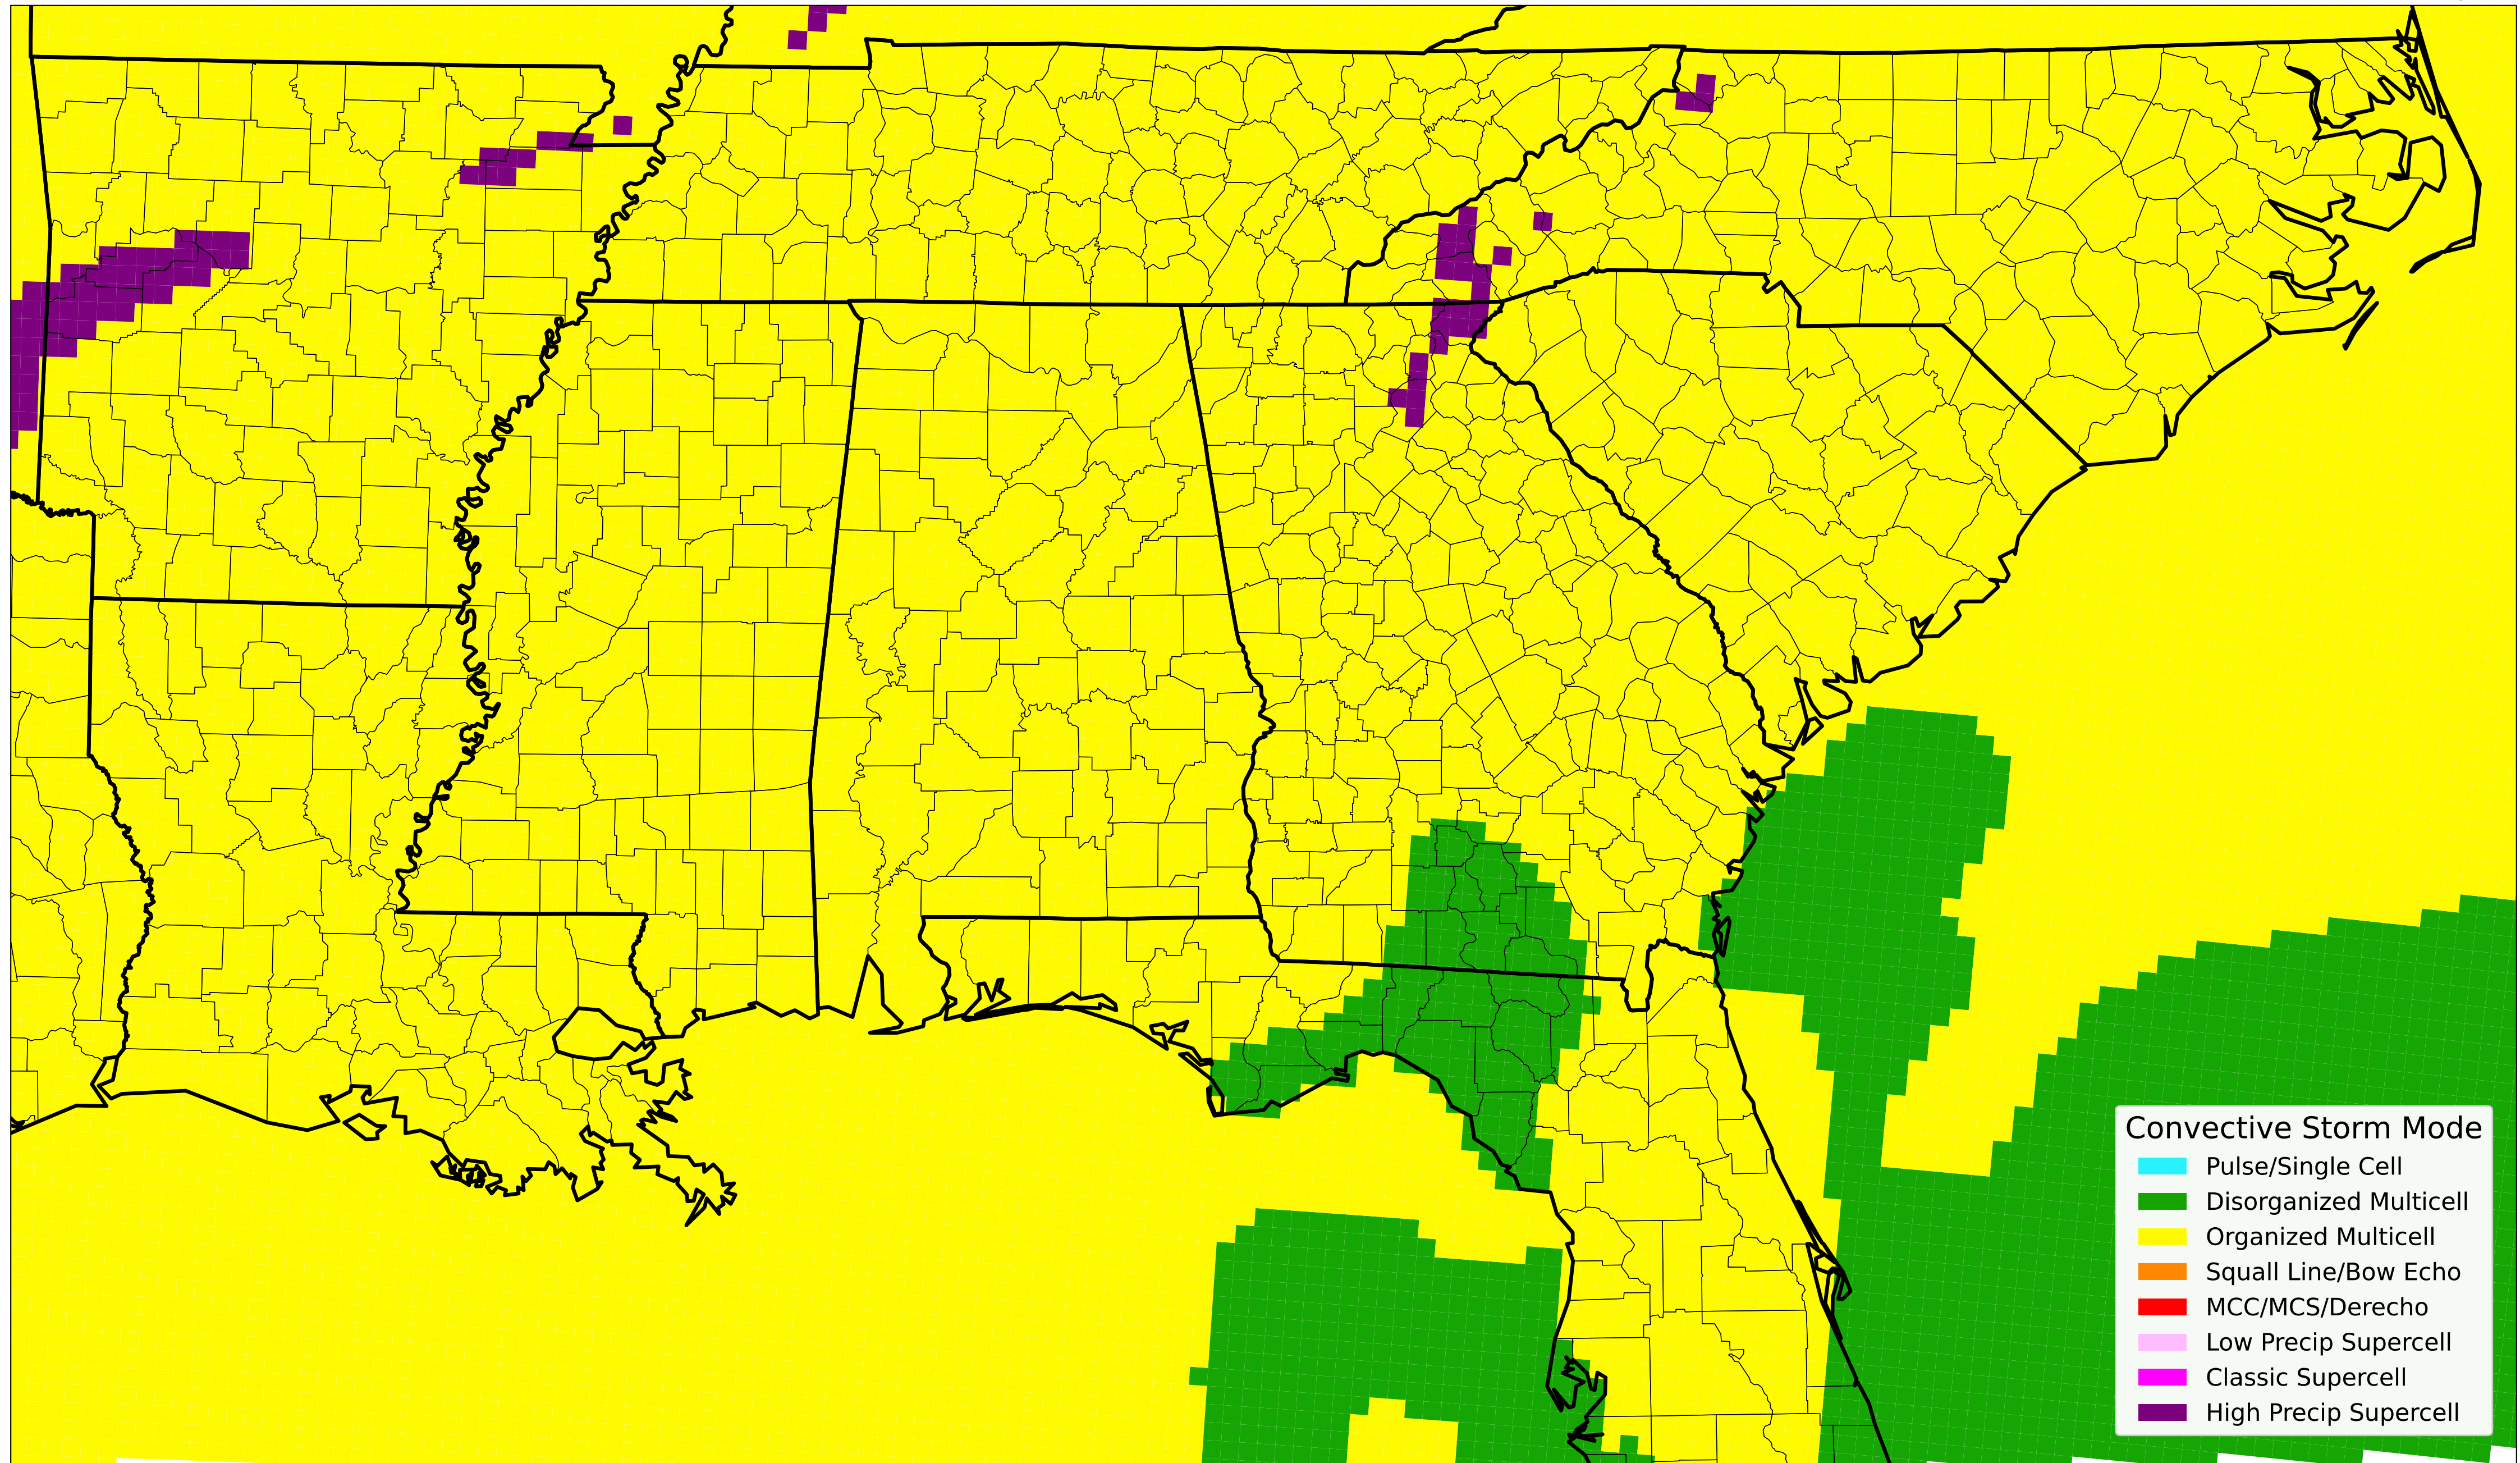 Convective Storm Mode
Pulse/Single Cell
Disorganized Multicell
Organized Multicell
Squall Line/Bow Echo
MCC/MCS/Derecho
Low Precip Supercell
Classic Supercell
High Precip Supercell